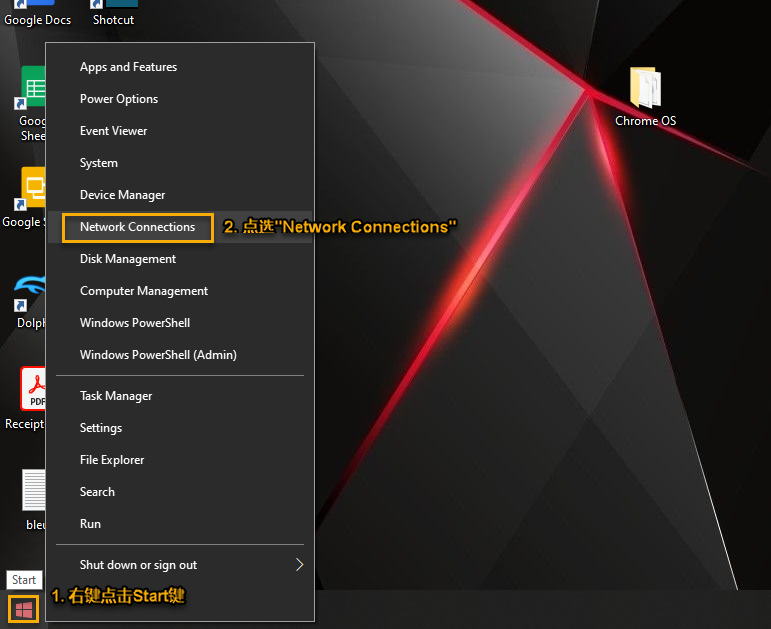 Google Docs
Shotcut
Apps and Features
Power Options
Chrome OS
Goog
Shee
Event Viewer
System
Device Manager
Google S
Network Connections
2. 点选"Network Connections"
Disk Management
Computer Management
Dolph
Windows PowerShell
Windows PowerShell (Admin)
PDF
Task Manager
Receipt
Settings
File Explorer
Search
Run
bleu
Shut down or sign out
Start
1. 右键点击Start键